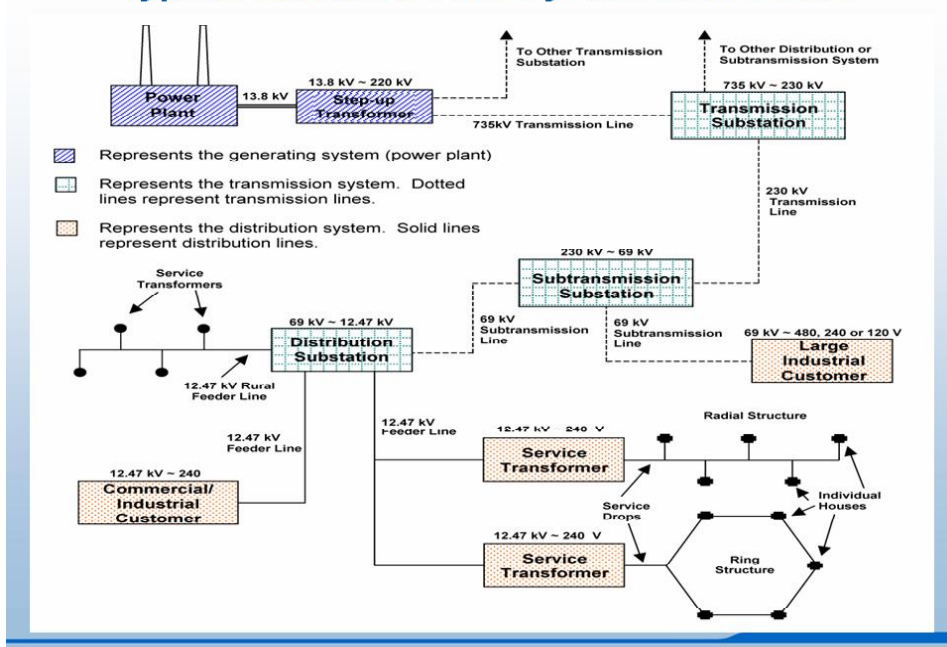 To Other Transmission
Substation
To Other Distribution or
Subtransmission System
13.8 kV ~ 220 kV
735 kV ~ 230 kV
Power
Plant
13.8 kV
Step-up
Transformer
Transmission
Substation
735kV Transmission Line
Represents the generating system (power plant)
Represents the transmission system. Dotted
lines represent transmission lines.
230 kV
Transmission
Line
Represents the distribution system. Solid lines
represent distribution lines.
230 kV ~ 69 kV
Subtransmission
Substation
Service
Transformers
69 kV ~ 12.47 kV
Distribution
Substation
69 kV
Subtransmission
Line
69 kV
Subtransmission
Line
69 kV ~ 480, 240 or 120 V
Large
Industrial
Customer
12.47 kV Rural
Feeder Line
12.47 kV
Feeder Line
12.47 kV
Feeder Line
Radial Structure
12.47 kV 240 V
Service
Transformer
12.47 kV ~ 240
Commercial/
Industrial
Customer
Service
Drops
Individual
Houses
12.47 kV ~ 240 V
Service
Transformer
Ring
Structure